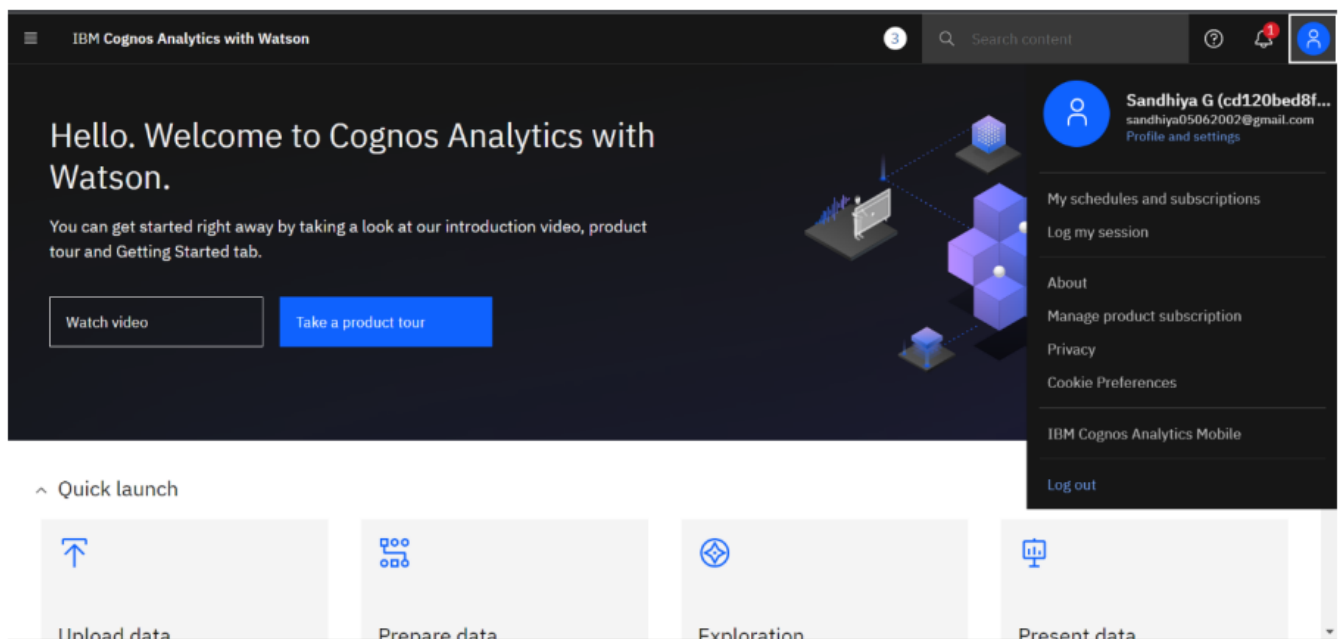 IBM Cognos Analytics with Watson
3
Search content
1
Hello. Welcome to Cognos Analytics with
Watson.
You can get started right away by taking a look at our introduction video, product
tour and Getting Started tab.
Watch video
Take a product tour
Sandhiya G (cd120bed8f...
sandhiya05062002@gmail.com
Profile and settings
My schedules and subscriptions
Log my session
About
Manage product subscription
Privacy
Cookie Preferences
IBM Cognos Analytics Mobile
Log out
Quick launch
Upload data
Prepare data
Exploration
Present data